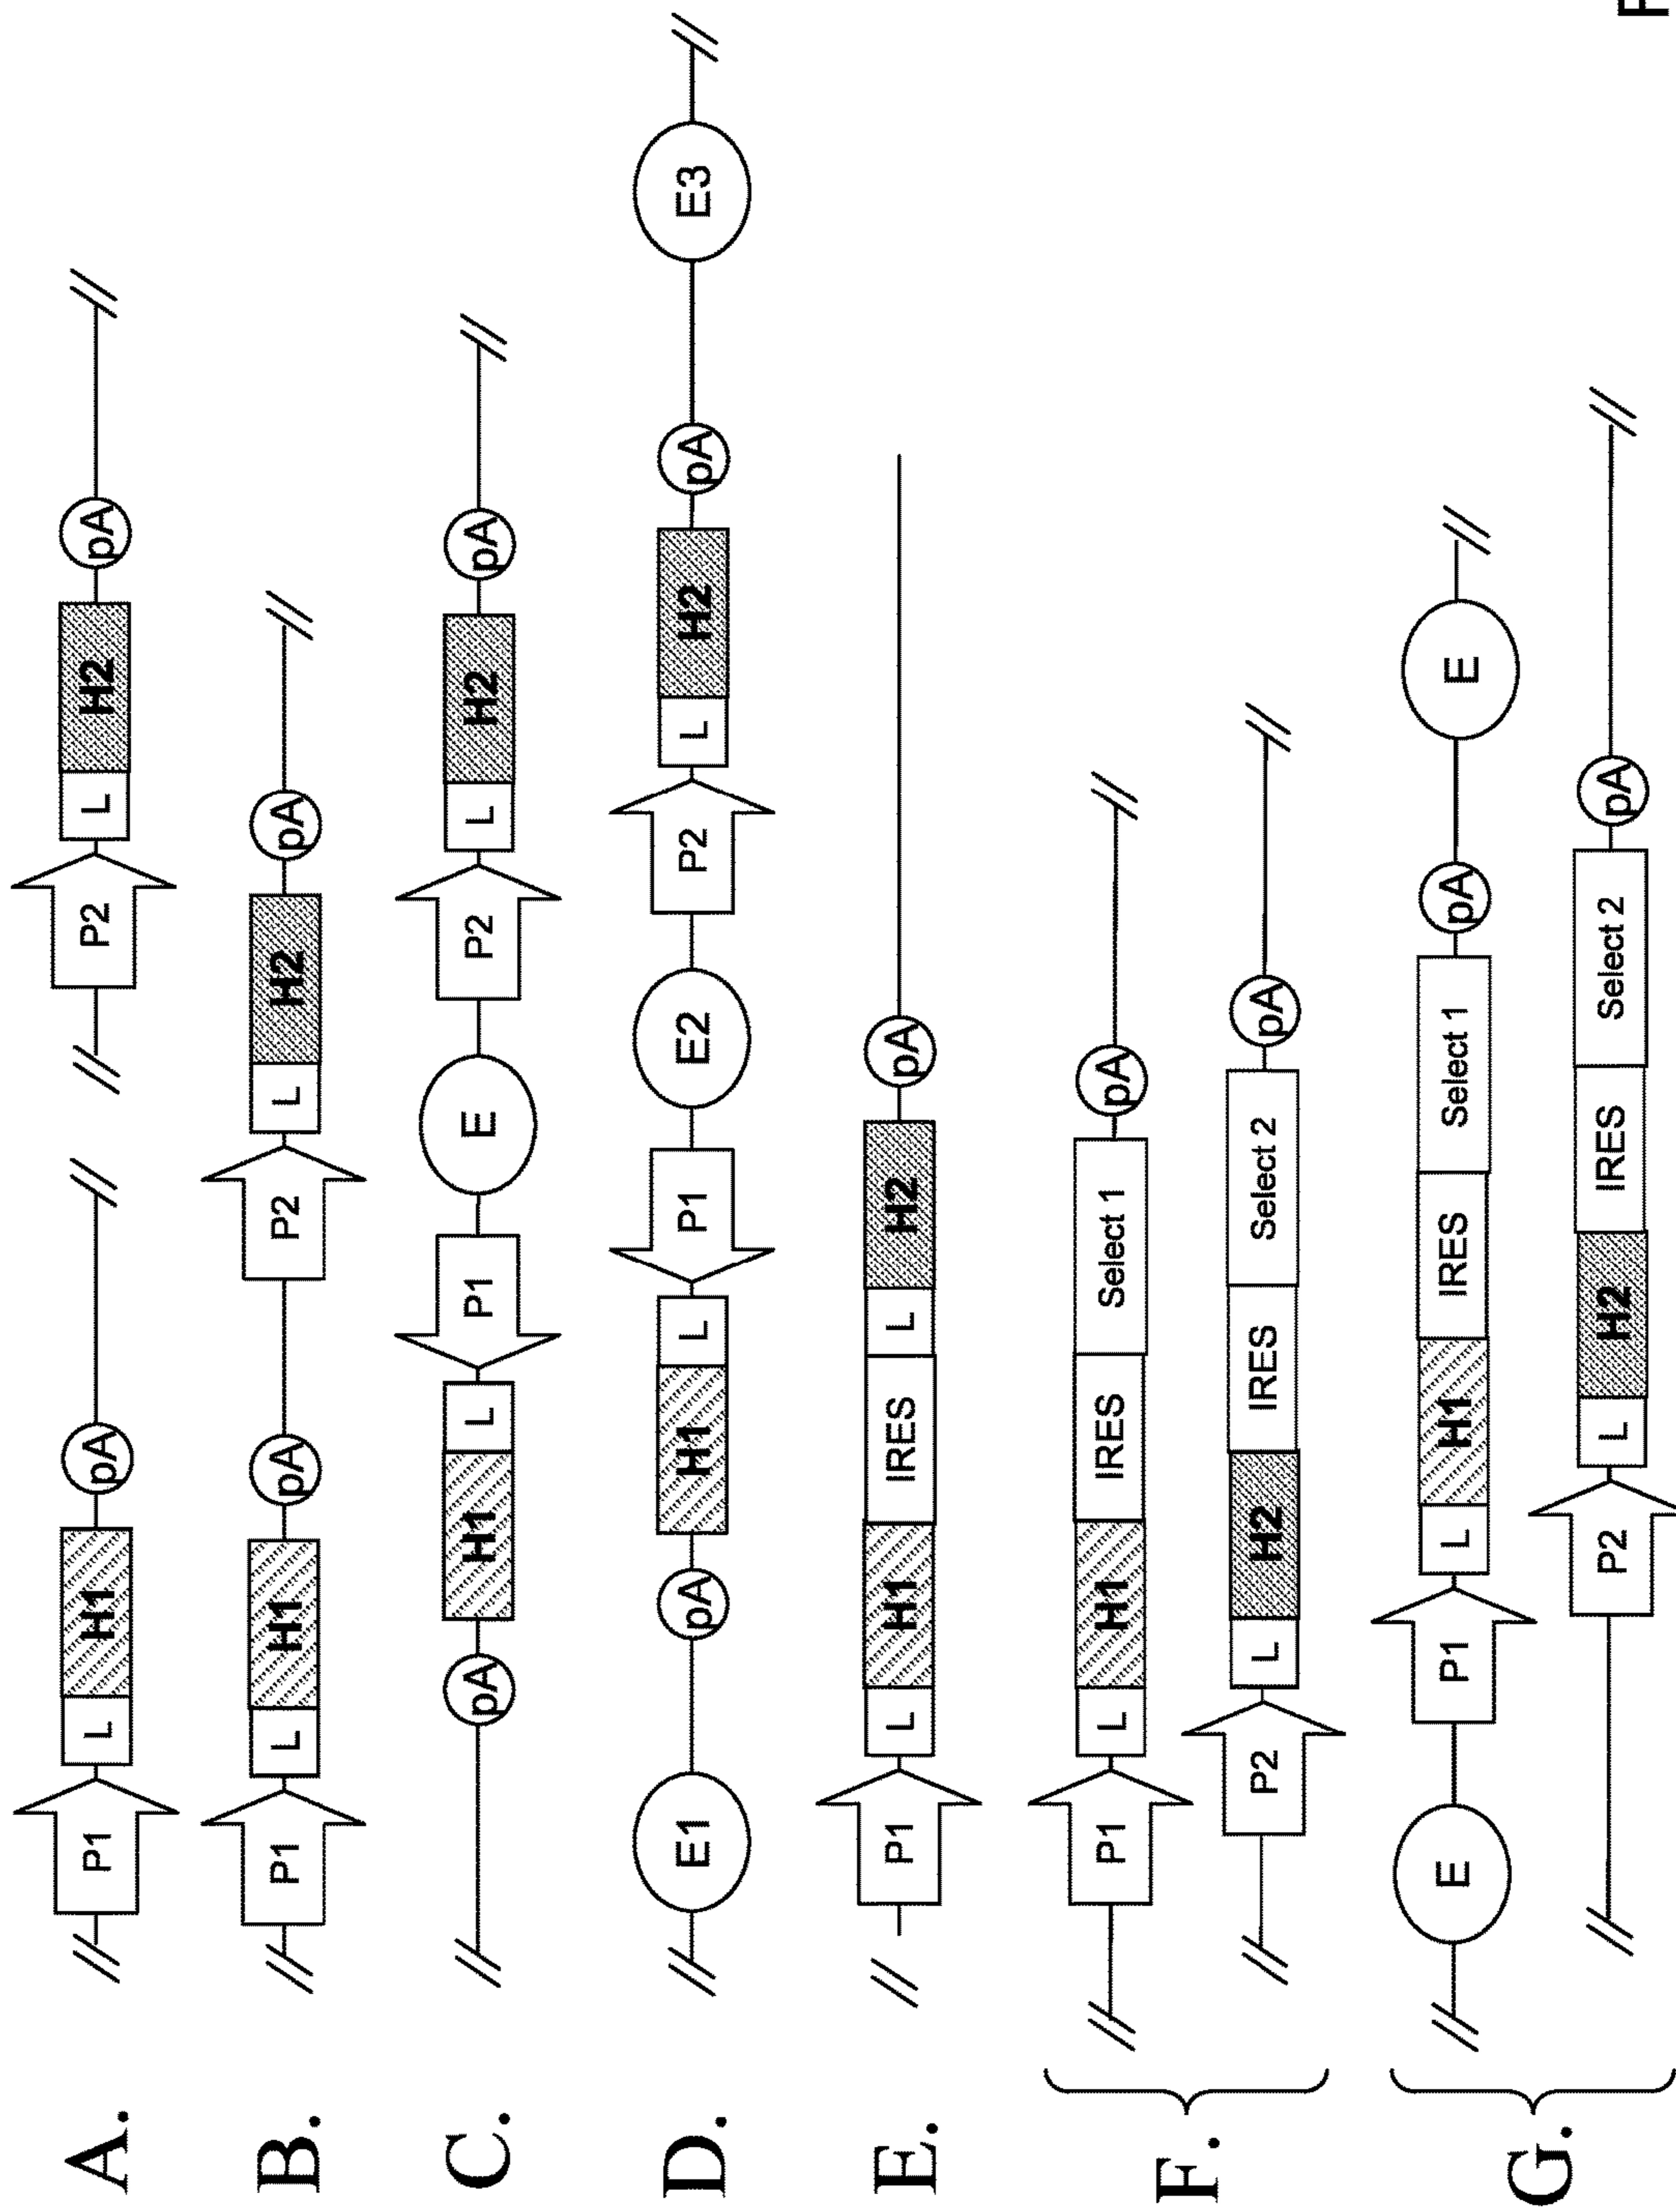 A. P1 L H1 pA P2 L H2 pA
B. P1 L H1 pA P2 L H2 pA
C. pA H1 L P1 E P2 L H2 pA
D. E1 pA H1 L P1 E2 P2 L H2 pA E3
E. P1 L H1 IRES L H2 pA
F. P1 L H1 IRES Select 1 pA
P2 L H2 IRES Select 2 pA
G. E P1 L H1 IRES Select 1 pA E
P2 L H2 IRES Select 2 pA